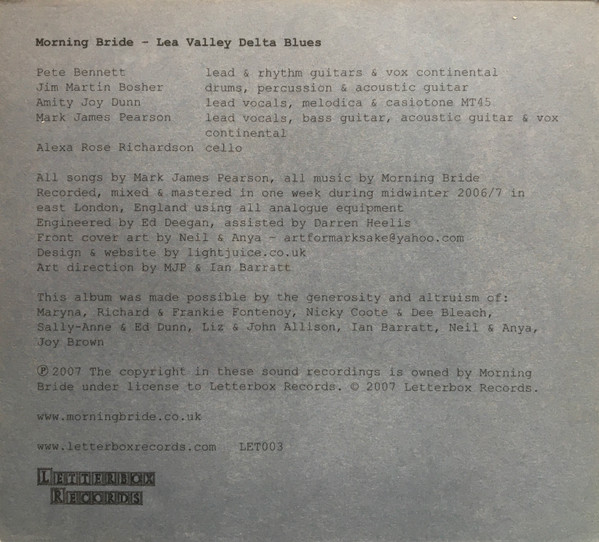 Morning Bride - Lea Valley Delta Blues
Pete Bennett lead & rhythm guitars & vox continental
Jim Martin Bosher drums, percussion & acoustic guitar
Amity Joy Dunn lead vocals, melodica & casiotone MT45
Mark James Pearson lead vocals, bass guitar, acoustic guitar & vox
continental
Alexa Rose Richardson cello
All songs by Mark James Pearson, all music by Morning Bride
Recorded, mixed & mastered in one week during midwinter 2006/7 in
east London, England using all analogue equipment
Engineered by Ed Deegan, assisted by Darren Heelis
Front cover art by Neil & Anya - artformarksake@yahoo.com
Design & website by lightjuice.co.uk
Art direction by MJP & Ian Barratt
This album was made possible by the generosity and altruism of:
Maryna, Richard & Frankie Fontenoy, Nicky Coote & Dee Bleach,
Sally-Anne & Ed Dunn, Liz & John Allison, Ian Barratt, Neil & Anya,
Joy Brown
℗ 2007 The copyright in these sound recordings is owned by Morning
Bride under license to Letterbox Records. © 2007 Letterbox Records.
www.morningbride.co.uk
www.letterboxrecords.com LET003
LETTERBOX
RECORDS